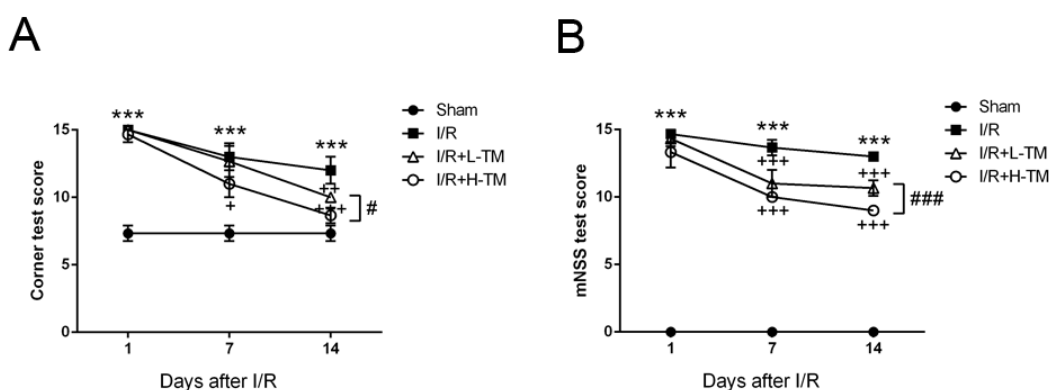 A
Sham
I/R
I/R+L-TM
I/R+H-TM
*** *** ***
15
10
5
0
++
+ +++
#
1 7 14
Corner test score
Days after I/R
B
Sham
I/R
I/R+L-TM
I/R+H-TM
*** *** ***
15
10
5
0
+++ +++
+++ +++
###
1 7 14
mNSS test score
Days after I/R